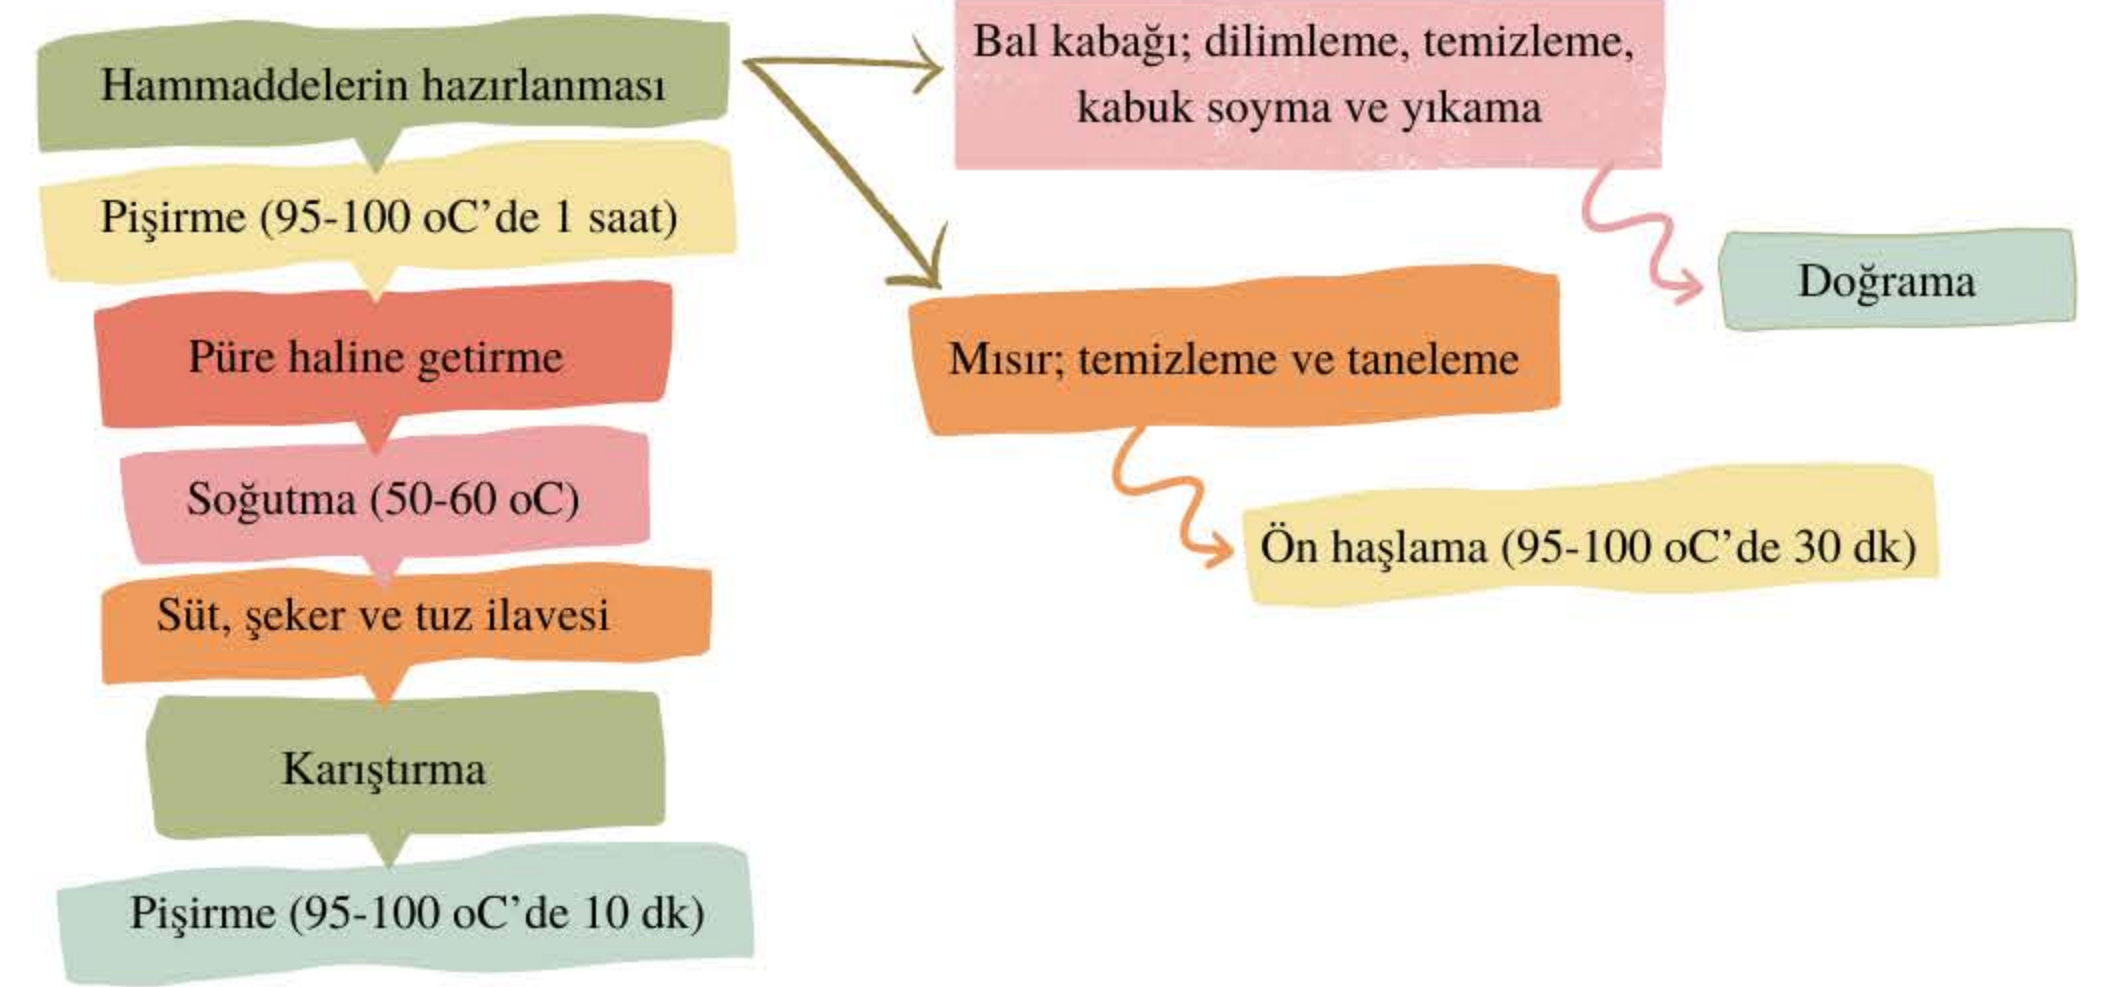 Hammaddelerin hazırlanması
Pişirme (95-100 oC’de 1 saat)
Püre haline getirme
Soğutma (50-60 oC)
Süt, şeker ve tuz ilavesi
Karıştırma
Pişirme (95-100 oC’de 10 dk)
Bal kabağı; dilimleme, temizleme,
kabuk soyma ve yıkama
Doğrama
Mısır; temizleme ve taneleme
Ön haşlama (95-100 oC’de 30 dk)